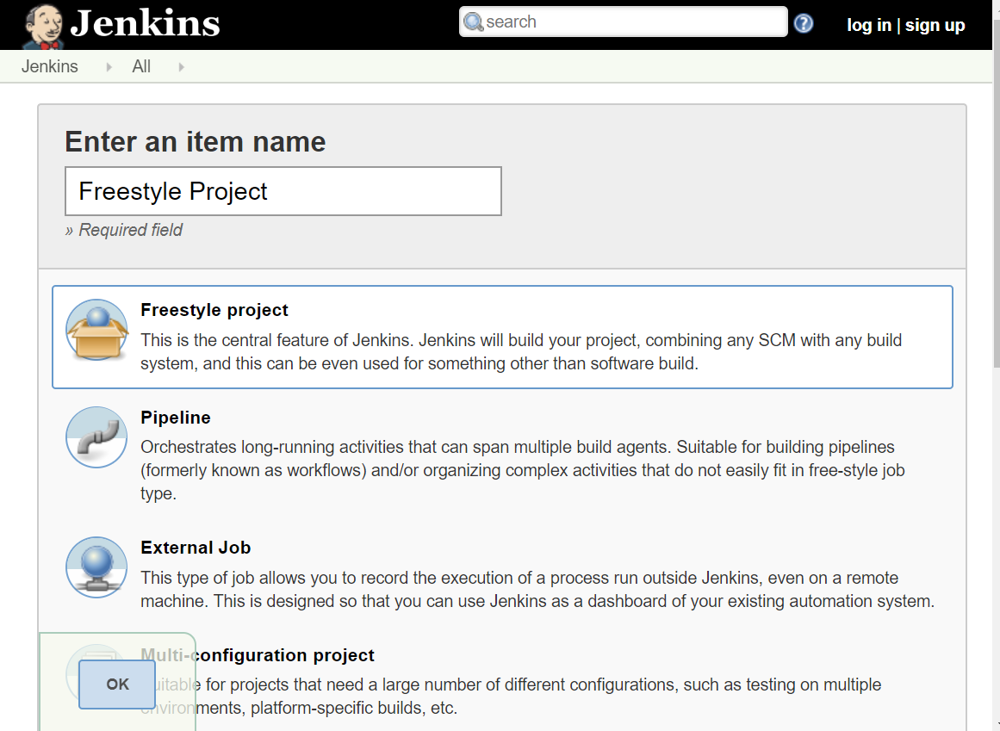 Jenkins
search
log in | sign up
Jenkins
All
Enter an item name
Freestyle Project
» Required field
Freestyle project
This is the central feature of Jenkins. Jenkins will build your project, combining any SCM with any build
system, and this can be even used for something other than software build.
Pipeline
Orchestrates long-running activities that can span multiple build agents. Suitable for building pipelines
(formerly known as workflows) and/or organizing complex activities that do not easily fit in free-style job
type.
External Job
This type of job allows you to record the execution of a process run outside Jenkins, even on a remote
machine. This is designed so that you can use Jenkins as a dashboard of your existing automation system.
Multi-configuration project
Suitable for projects that need a large number of different configurations, such as testing on multiple
environments, platform-specific builds, etc.
OK